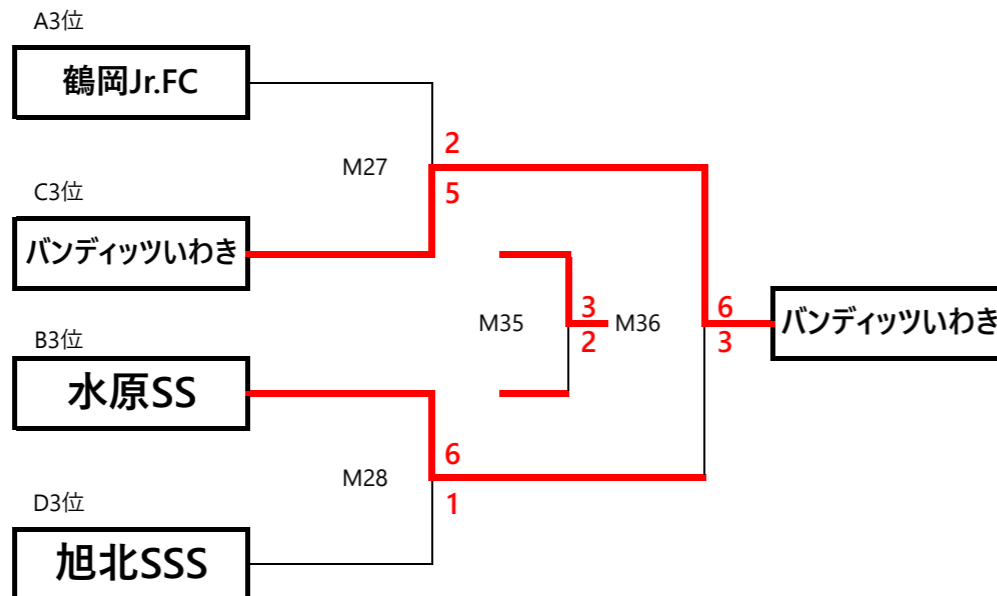 A3位
鶴岡Jr.FC
M27
2
5
C3位
バンディッツいわき
M35
3
2
M36
6
3
バンディッツいわき
B3位
水原SS
M28
6
1
D3位
旭北SSS